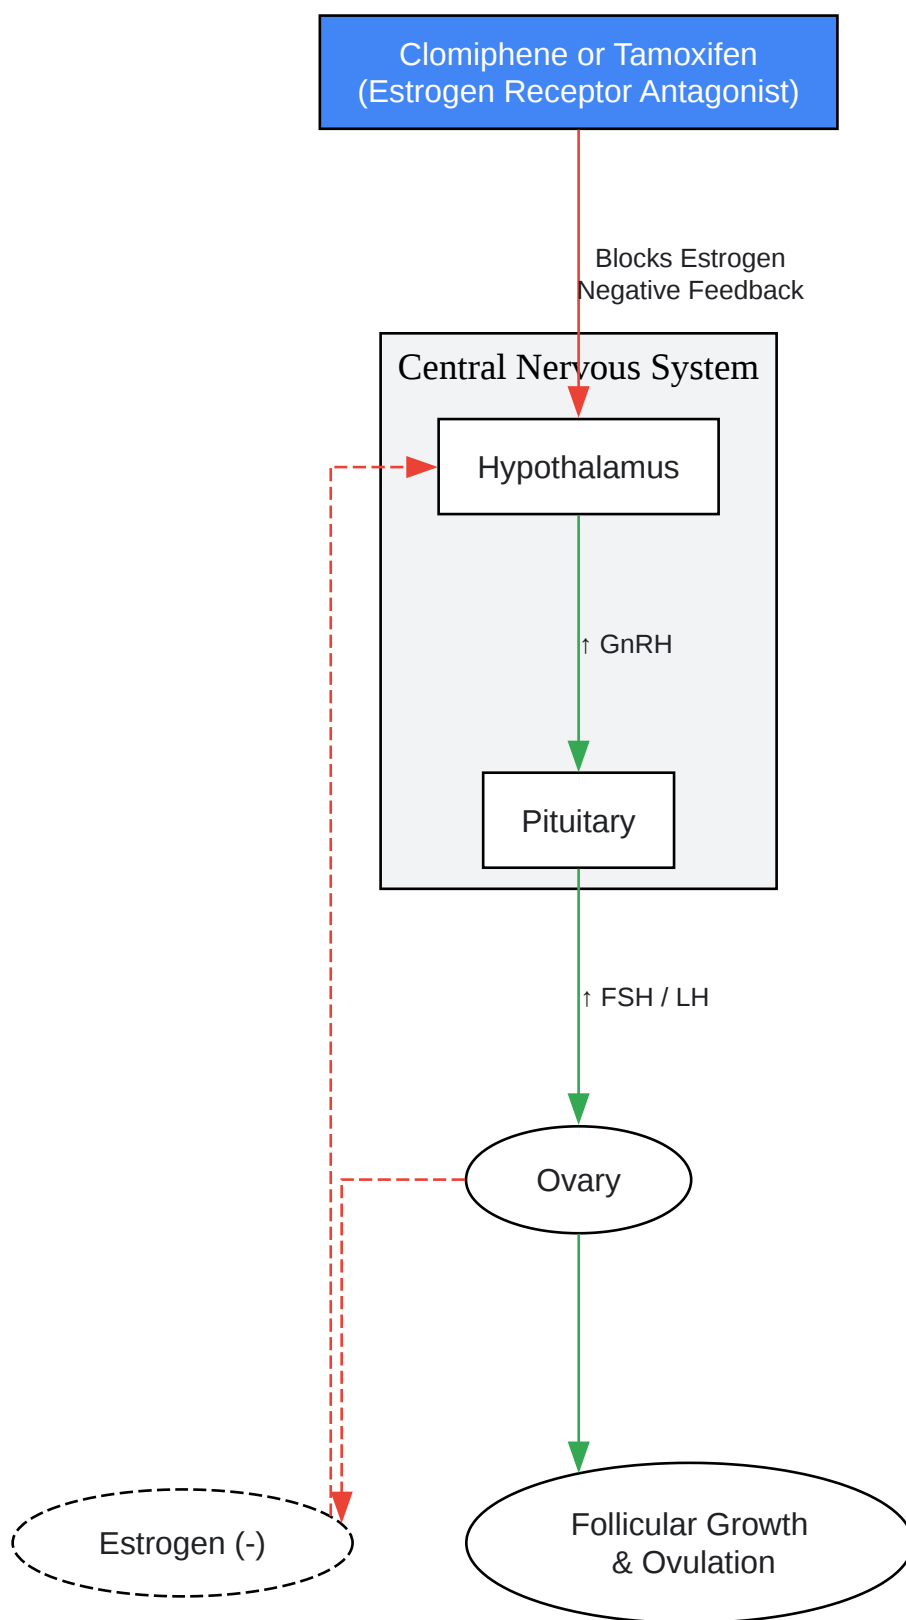 Clomiphene or Tamoxifen
(Estrogen Receptor Antagonist)
Blocks Estrogen
Negative Feedback
Central Nervous System
Hypothalamus
↑ GnRH
Pituitary
↑ FSH / LH
Ovary
Estrogen (-)
Follicular Growth
& Ovulation